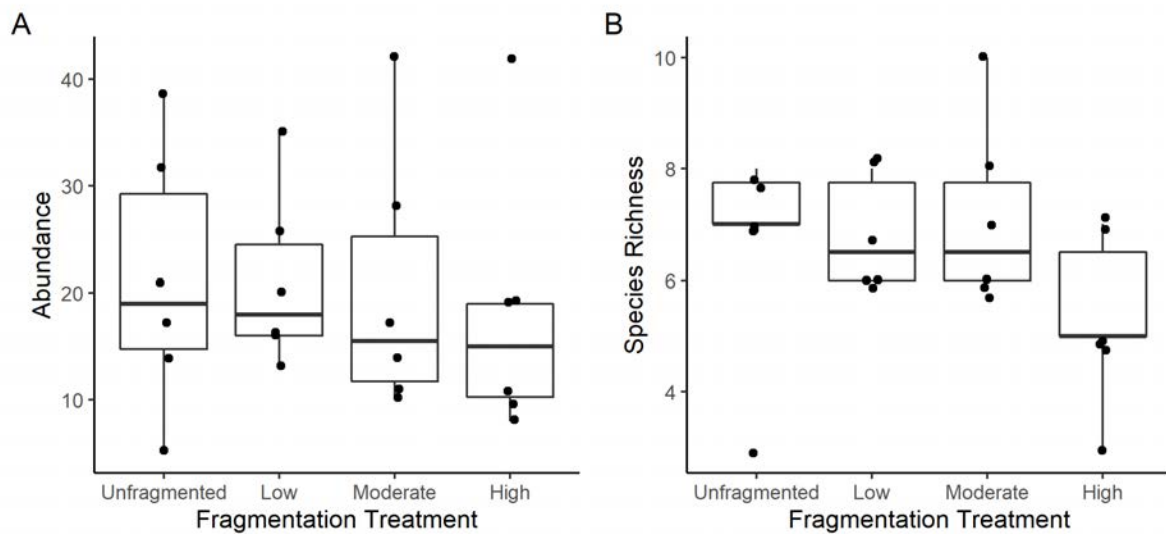 A
Abundance
40
30
20
10
Unfragmented Low Moderate High
Fragmentation Treatment
B
Species Richness
10
8
6
4
Unfragmented Low Moderate High
Fragmentation Treatment